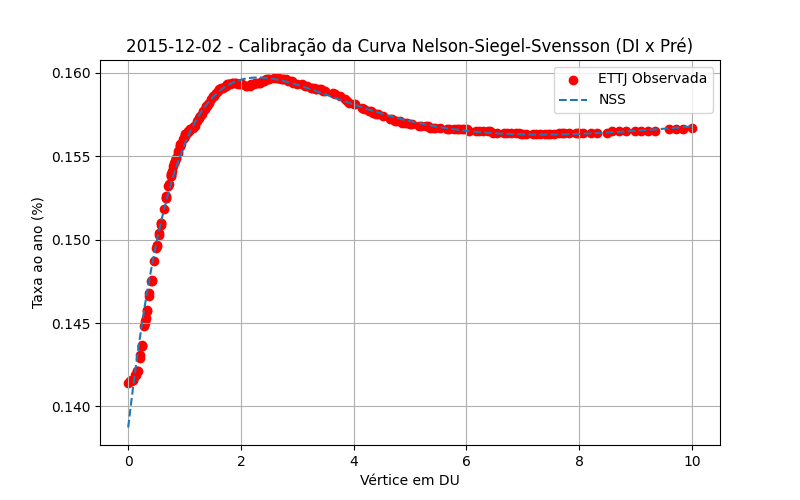 2015-12-02 - Calibração da Curva Nelson-Siegel-Svensson (DI x Pré)
ETTJ Observada
NSS
Taxa ao ano (%)
0.160
0.155
0.150
0.145
0.140
0
2
4
6
8
10
Vértice em DU